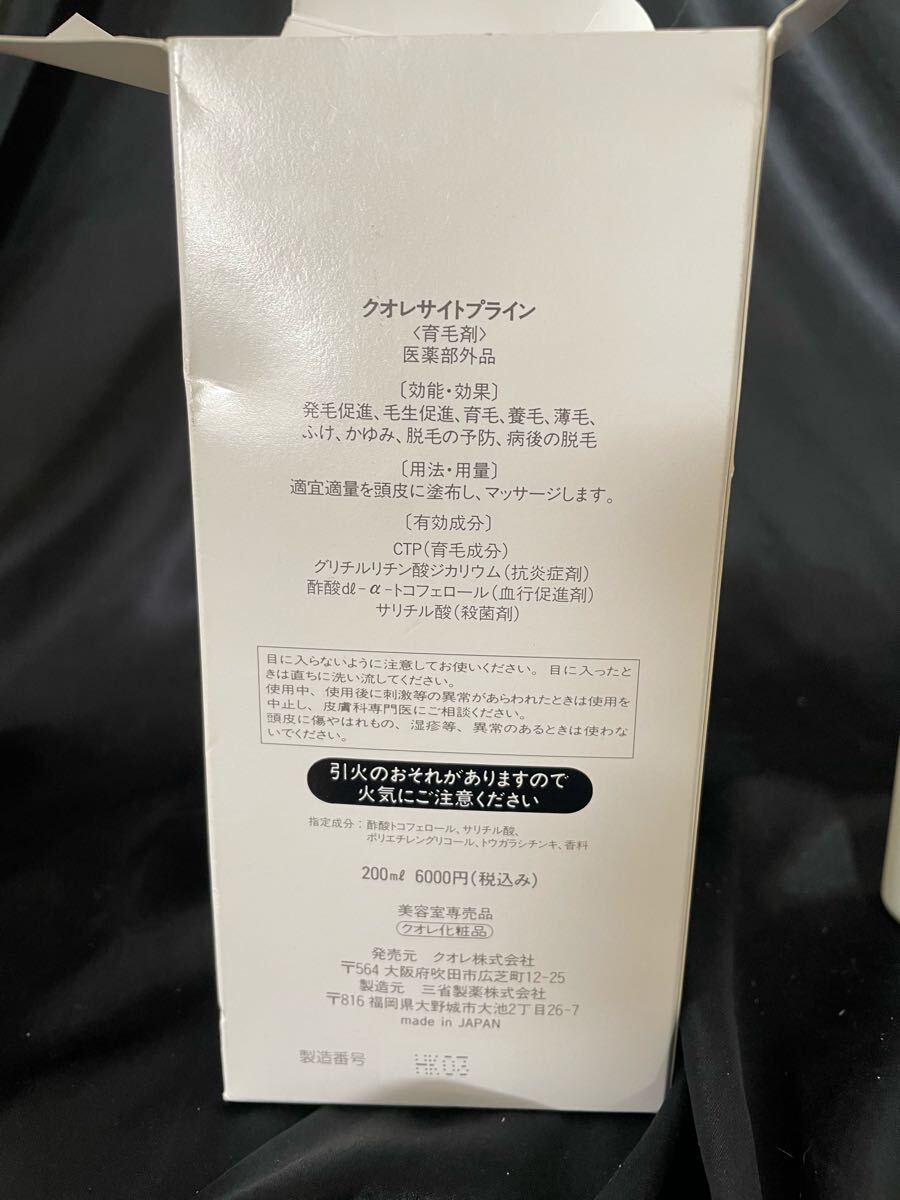 クオレサイトプライン
〈育毛剤〉
医薬部外品
〔効能・効果〕
発毛促進、毛生促進、育毛、養毛、薄毛、
ふけ、かゆみ、脱毛の予防、病後の脱毛
〔用法・用量〕
適宜適量を頭皮に塗布し、マッサージします。
〔有効成分〕
CTP(育毛成分)
グリチルリチン酸ジカリウム(抗炎症剤)
酢酸dℓ-α-トコフェロール(血行促進剤)
サリチル酸(殺菌剤)
目に入らないように注意してお使いください。目に入ったと
きは直ちに洗い流してください。
使用中、使用後に刺激等の異常があらわれたときは使用を
中止し、皮膚科専門医にご相談ください。
頭皮に傷やはれもの、湿疹等、異常のあるときは使わな
いでください。
引火のおそれがありますので
火気にご注意ください
指定成分：酢酸トコフェロール、サリチル酸、
ポリエチレングリコール、トウガラシチンキ、香料
200mℓ 6000円(税込み)
美容室専売品
クオレ化粧品
発売元 クオレ株式会社
〒564 大阪府吹田市広芝町12-25
製造元 三省製薬株式会社
〒816 福岡県大野城市大池2丁目26-7
made in JAPAN
製造番号 HK03